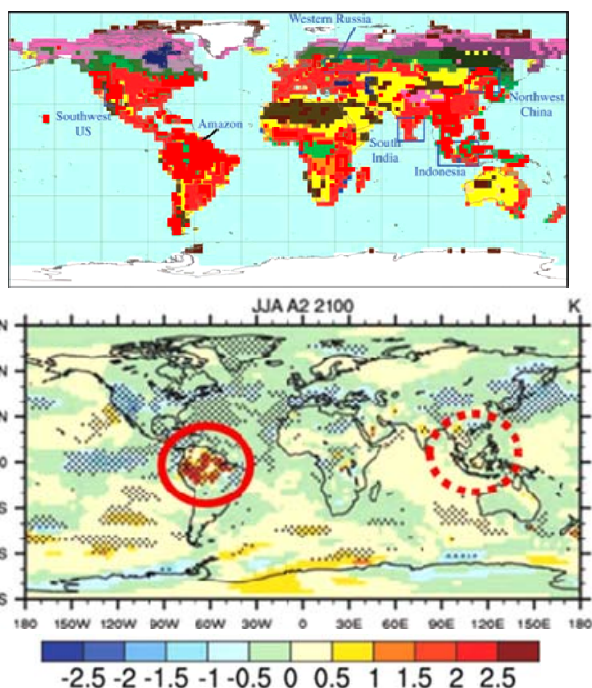 Western Russia
Northwest
China
Southwest
US
Amazon
South
India
Indonesia
JJA A2 2100 K
N
N
N
0
S
S
S
180 150W 120W 90W 60W 30W 0 30E 60E 90E 120E 150E 180
-2.5 -2 -1.5 -1 -0.5 0 0.5 1 1.5 2 2.5